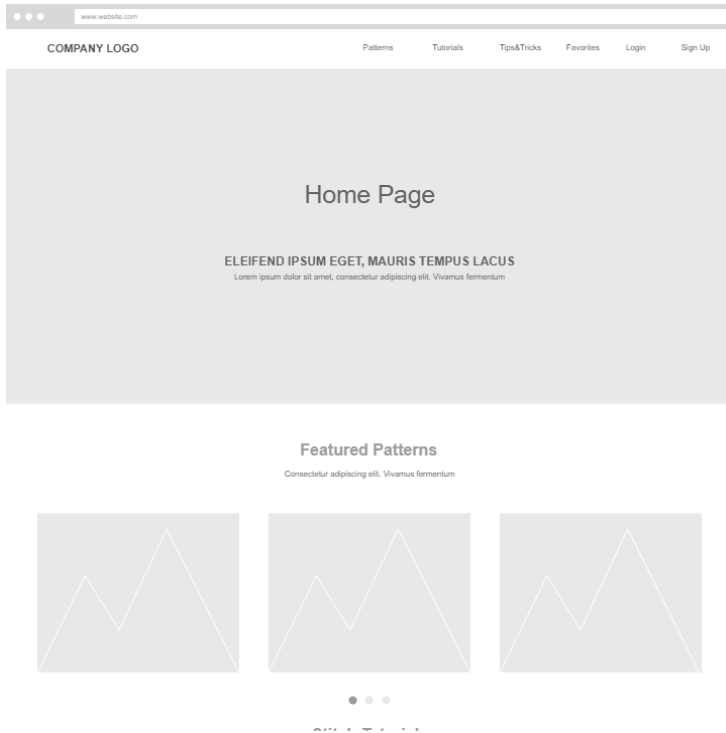 www.website.com
COMPANY LOGO Patterns Tutorials Tips&Tricks Favorites Login Sign Up
Home Page
ELEIFEND IPSUM EGET, MAURIS TEMPUS LACUS
Lorem ipsum dolor sit amet, consectetur adipiscing elit. Vivamus fermentum
Featured Patterns
Consectetur adipiscing elit. Vivamus fermentum